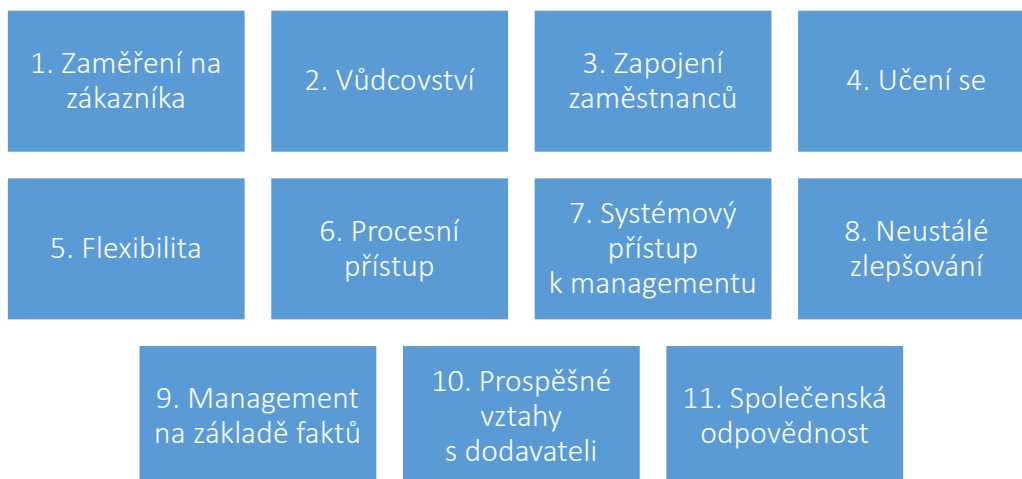 1. Zaměření na
zákazníka
2. Vůdcovství
3. Zapojení
zaměstnanců
4. Učení se
5. Flexibilita
6. Procesní
přístup
7. Systémový
přístup
k managementu
8. Neustálé
zlepšování
9. Management
na základě faktů
10. Prospěšné
vztahy
s dodavateli
11. Společenská
odpovědnost